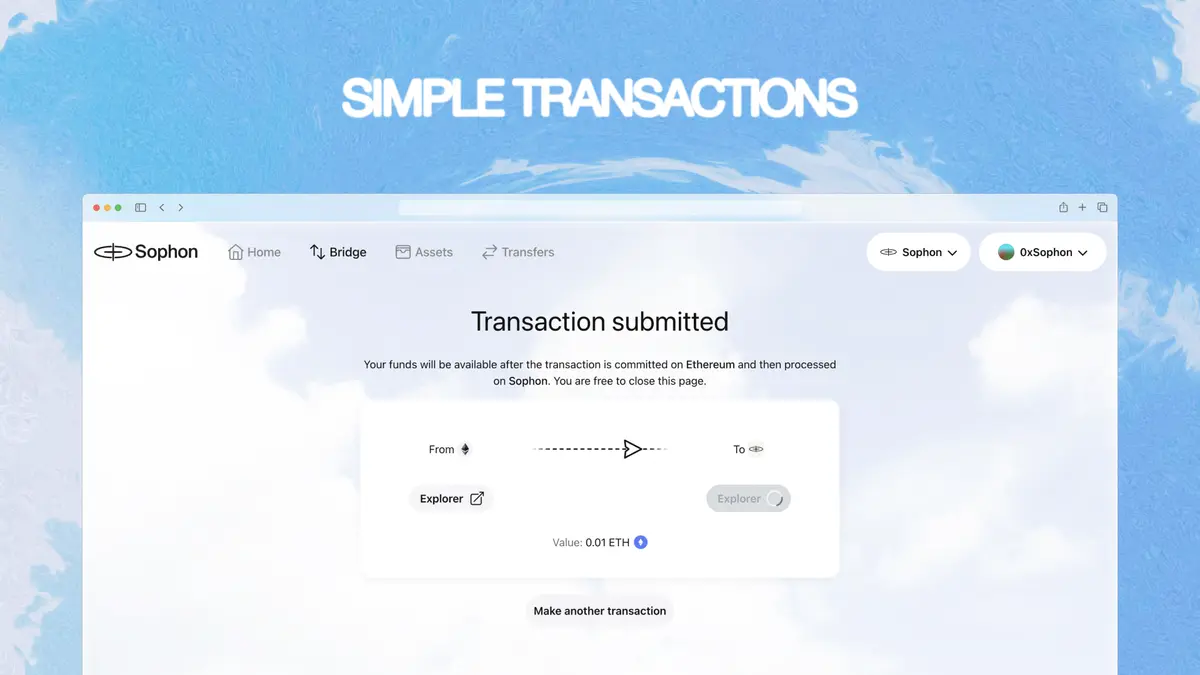 SIMPLE TRANSACTIONS
Sophon
Home
Bridge
Assets
Transfers
Sophon
0xSophon
Transaction submitted
Your funds will be available after the transaction is committed on Ethereum and then processed
on Sophon. You are free to close this page.
From
To
Explorer
Explorer
Value: 0.01 ETH
Make another transaction